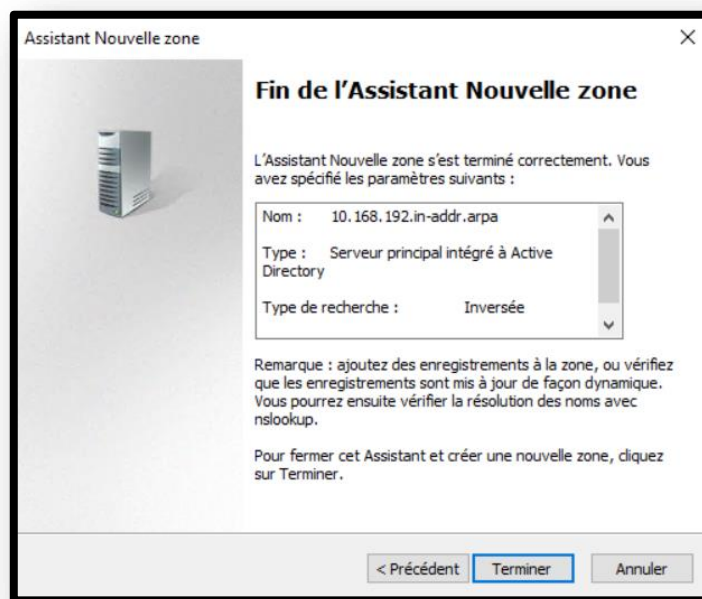 Assistant Nouvelle zone
Fin de l’Assistant Nouvelle zone
L’Assistant Nouvelle zone s’est terminé correctement. Vous
avez spécifié les paramètres suivants :
Nom : 10.168.192.in-addr.arpa
Type : Serveur principal intégré à Active
Directory
Type de recherche : Inversée
Remarque : ajoutez des enregistrements à la zone, ou vérifiez
que les enregistrements sont mis à jour de façon dynamique.
Vous pourrez ensuite vérifier la résolution des noms avec
nslookup.
Pour fermer cet Assistant et créer une nouvelle zone, cliquez
sur Terminer.
< Précédent Terminer Annuler